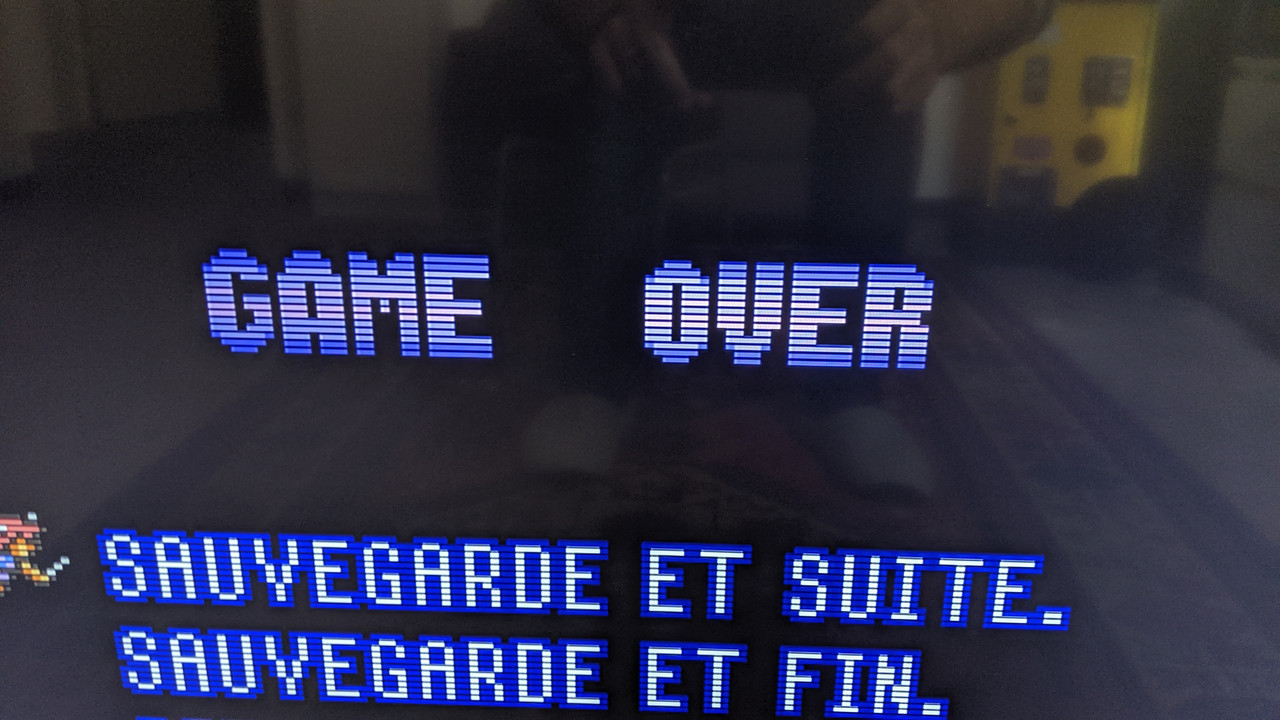 GAME OVER
SAUVEGARDE ET SUITE.
SAUVEGARDE ET FIN.